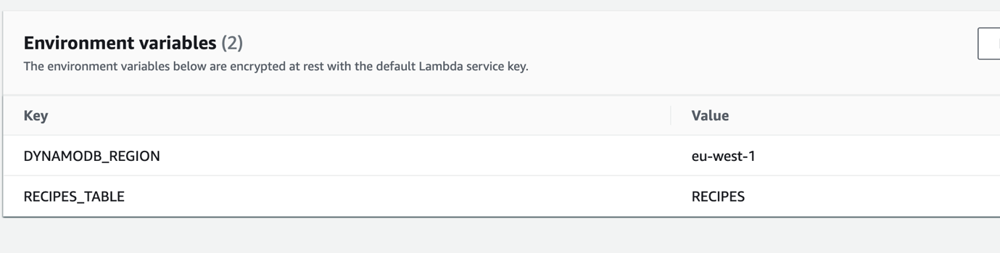 Environment variables (2)
The environment variables below are encrypted at rest with the default Lambda service key.
Key Value
DYNAMODB_REGION eu-west-1
RECIPES_TABLE RECIPES